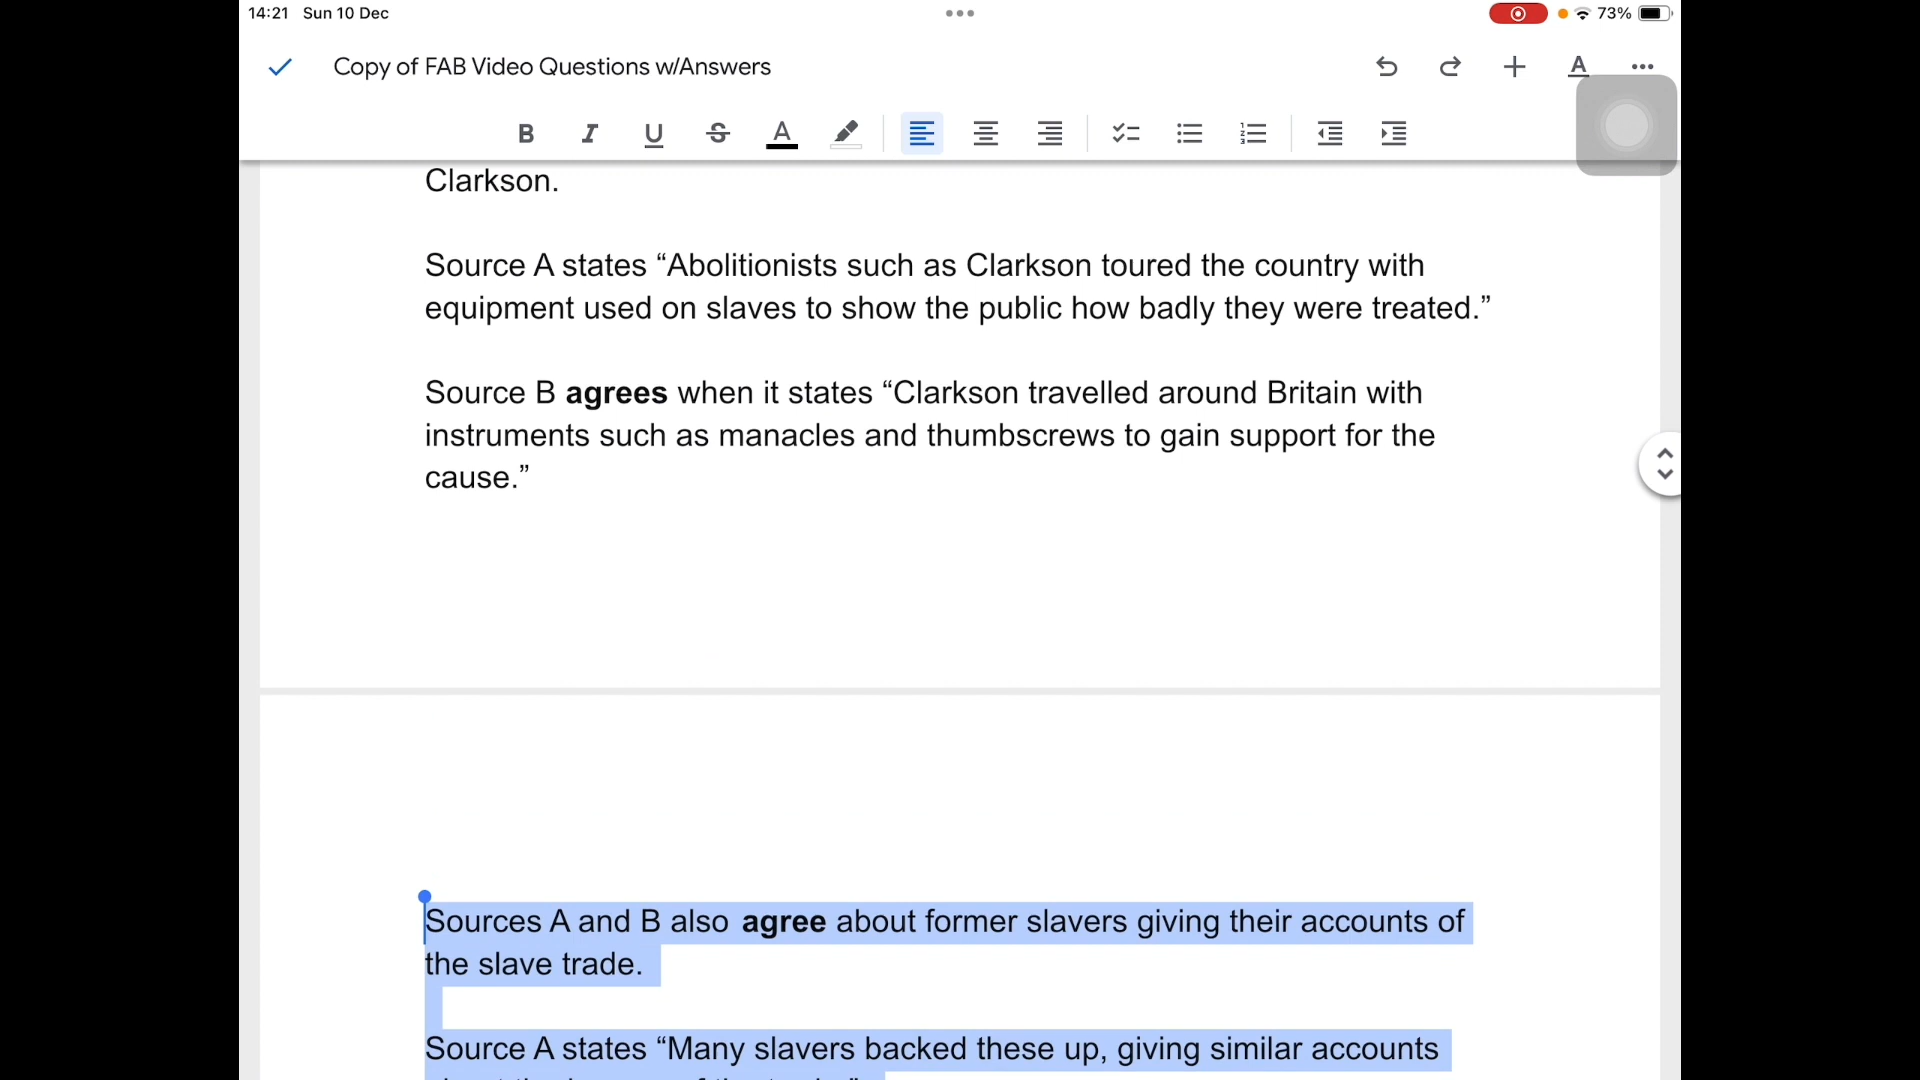 14:21 Sun 10 Dec
73%
Copy of FAB Video Questions w/Answers
B I U S A
Clarkson.
Source A states “Abolitionists such as Clarkson toured the country with
equipment used on slaves to show the public how badly they were treated.”
Source B agrees when it states “Clarkson travelled around Britain with
instruments such as manacles and thumbscrews to gain support for the
cause.”
Sources A and B also agree about former slavers giving their accounts of
the slave trade.
Source A states “Many slavers backed these up, giving similar accounts